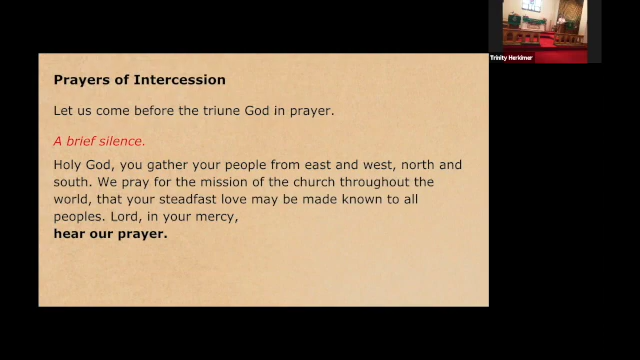 Trinity Herkimer
Prayers of Intercession
Let us come before the triune God in prayer.
A brief silence.
Holy God, you gather your people from east and west, north and
south. We pray for the mission of the church throughout the
world, that your steadfast love may be made known to all
peoples. Lord, in your mercy,
hear our prayer.